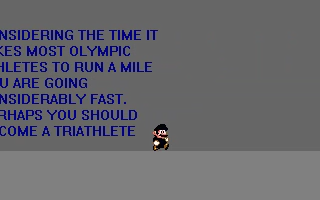 NSIDERING THE TIME IT
KES MOST OLYMPIC
HLETES TO RUN A MILE
U ARE GOING
NSIDERABLY FAST.
RHAPS YOU SHOULD
COME A TRIATHLETE